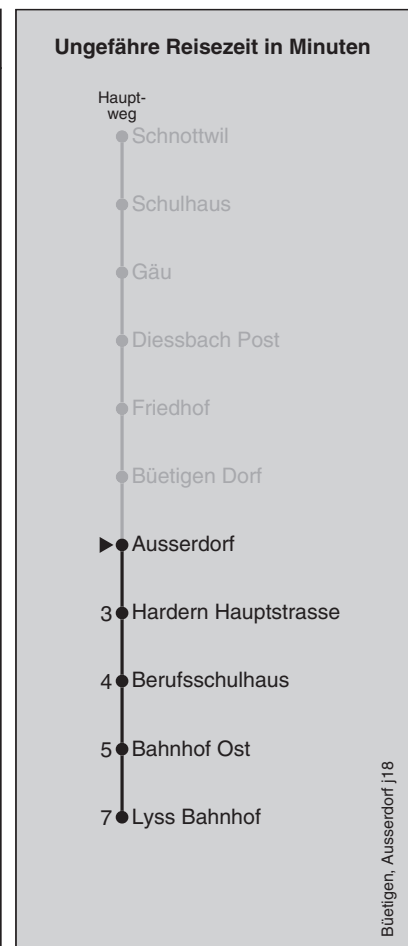 Ungefähre Reisezeit in Minuten
Haupt-
weg
Schnottwil
Schulhaus
Gäu
Diessbach Post
Friedhof
Büetigen Dorf
Ausserdorf
3 Hardern Hauptstrasse
4 Berufsschulhaus
5 Bahnhof Ost
7 Lyss Bahnhof
Büetigen, Ausserdorf j18